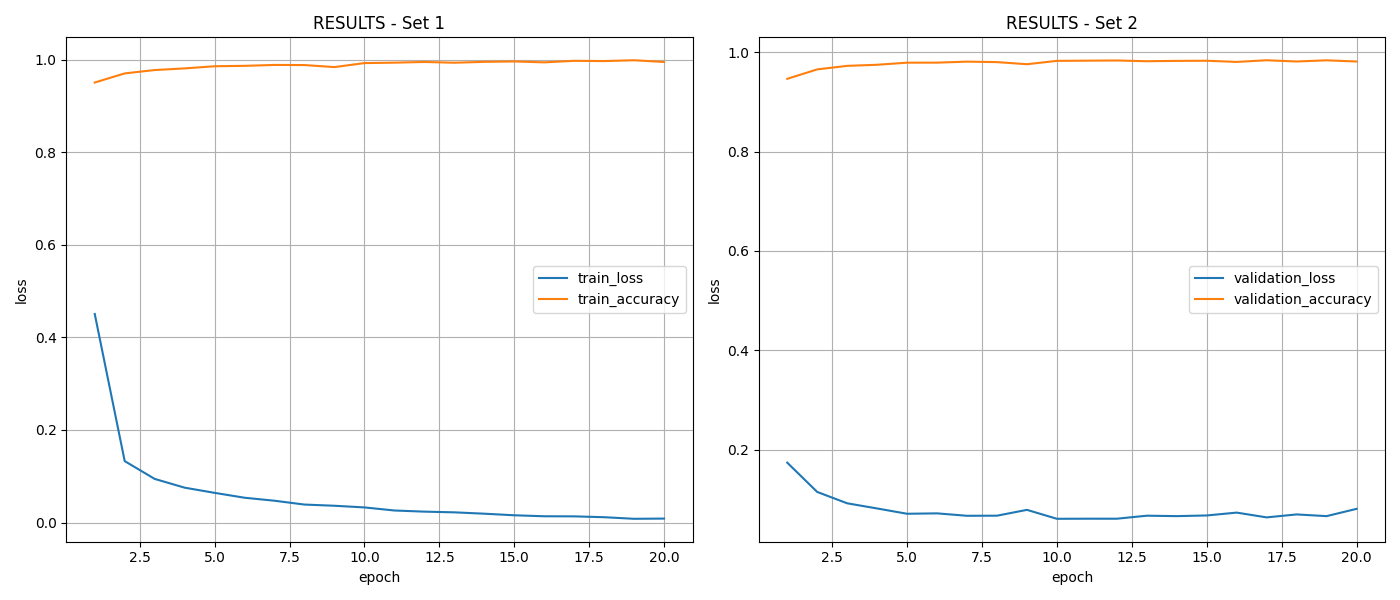 RESULTS - Set 1
1.0
0.8
0.6
0.4
0.2
0.0
loss
train_loss
train_accuracy
2.5 5.0 7.5 10.0 12.5 15.0 17.5 20.0
epoch
RESULTS - Set 2
1.0
0.8
0.6
0.4
0.2
loss
validation_loss
validation_accuracy
2.5 5.0 7.5 10.0 12.5 15.0 17.5 20.0
epoch